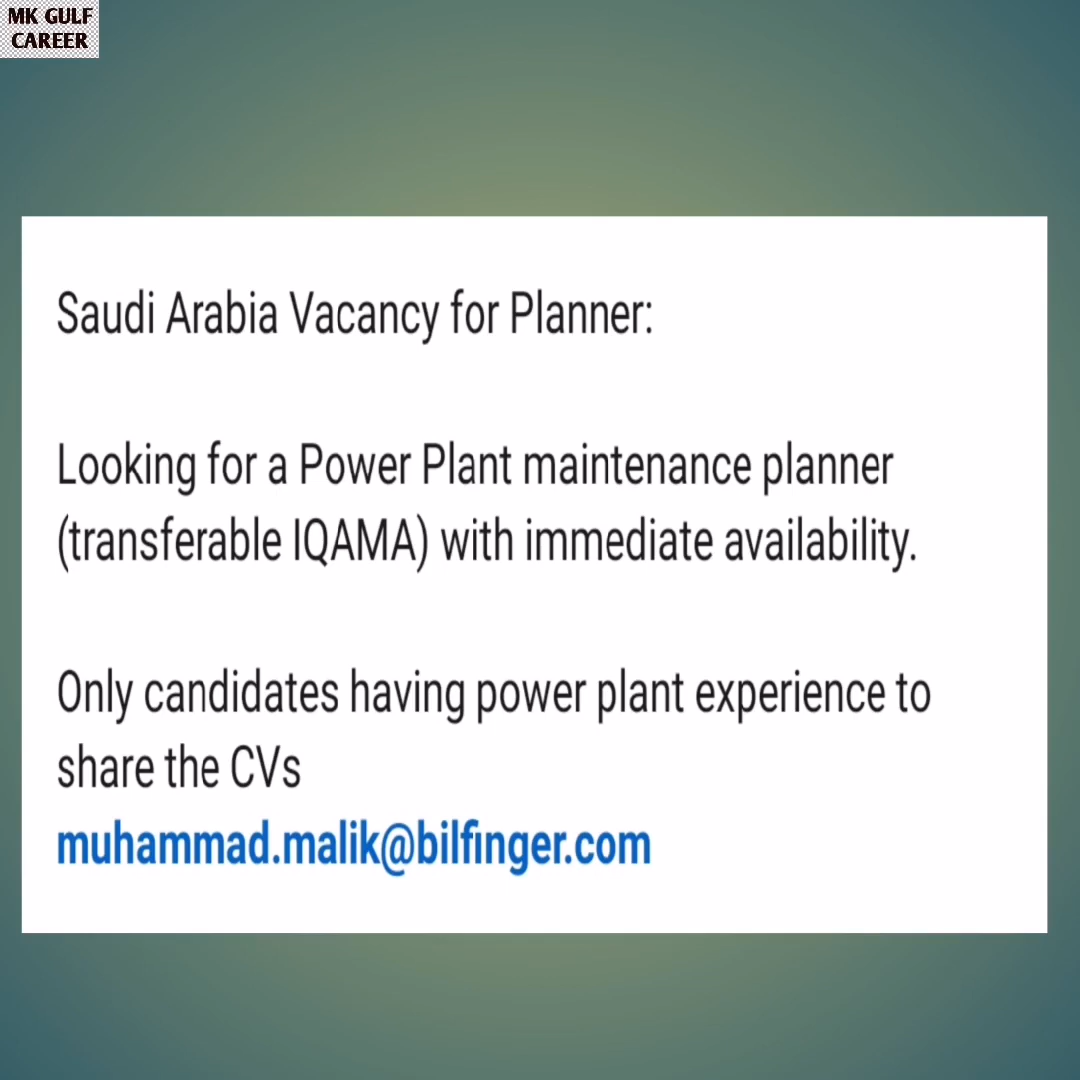 MK GULF
CAREER
Saudi Arabia Vacancy for Planner:
Looking for a Power Plant maintenance planner
(transferable IQAMA) with immediate availability.
Only candidates having power plant experience to
share the CVs
muhammad.malik@bilfinger.com